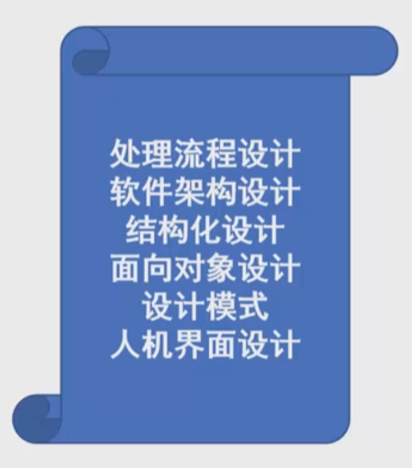 处理流程设计
软件架构设计
结构化设计
面向对象设计
设计模式
人机界面设计